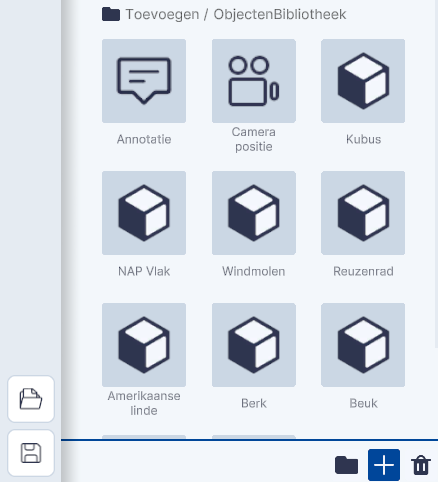 Toevoegen / ObjectenBibliotheek
Annotatie
Camera
positie
Kubus
NAP Vlak
Windmolen
Reuzenrad
Amerikaanse
linde
Berk
Beuk